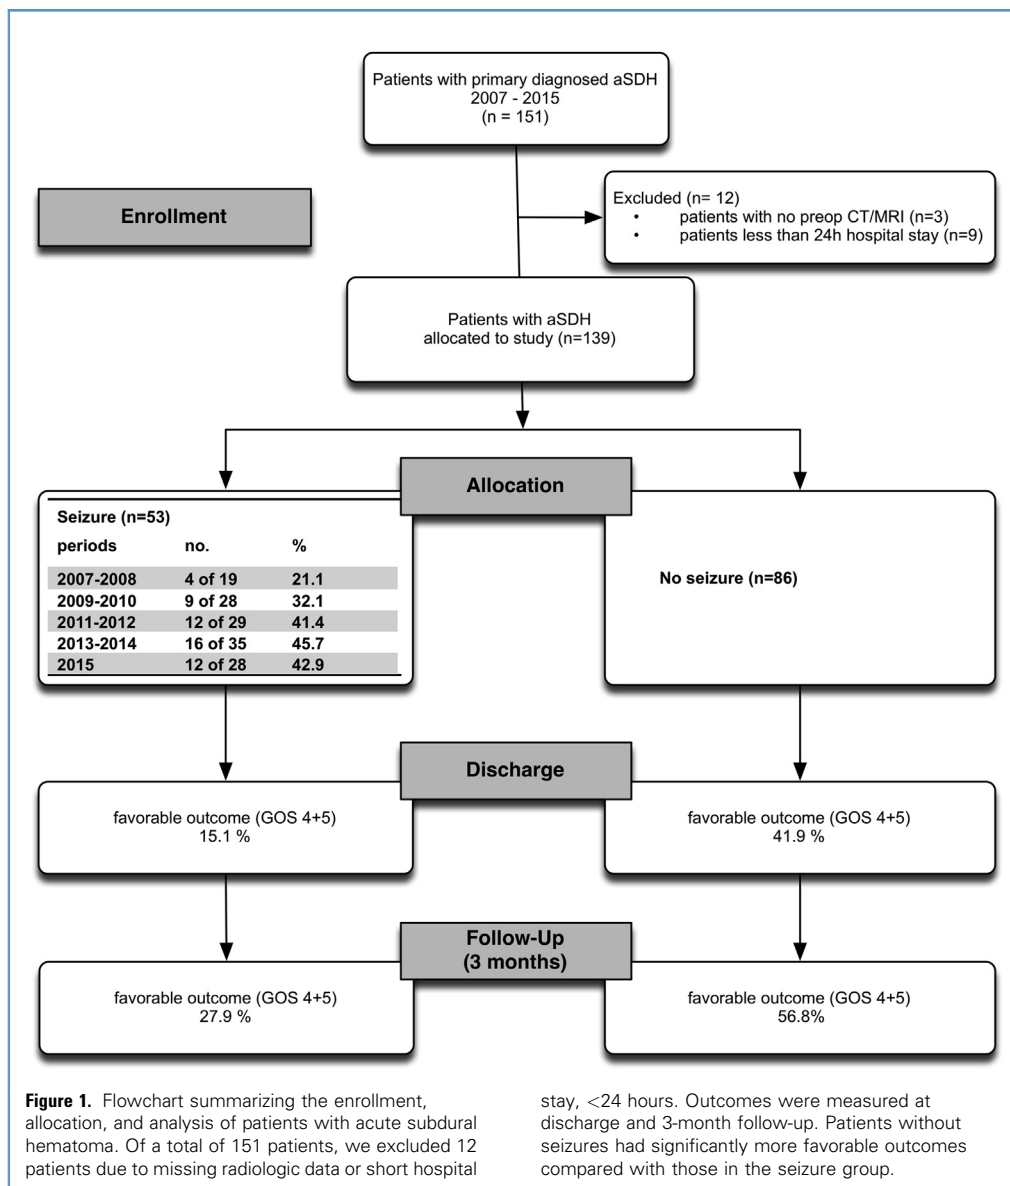 Patients with primary diagnosed aSDH
2007 - 2015
(n = 151)
Enrollment
Excluded (n= 12)
• patients with no preop CT/MRI (n=3)
• patients less than 24h hospital stay (n=9)
Patients with aSDH
allocated to study (n=139)
Allocation
Seizure (n=53)
periods no. %
2007-2008 4 of 19 21.1
2009-2010 9 of 28 32.1
2011-2012 12 of 29 41.4
2013-2014 16 of 35 45.7
2015 12 of 28 42.9
No seizure (n=86)
Discharge
favorable outcome (GOS 4+5)
15.1 %
favorable outcome (GOS 4+5)
41.9 %
Follow-Up
(3 months)
favorable outcome (GOS 4+5)
27.9 %
favorable outcome (GOS 4+5)
56.8%
Figure 1. Flowchart summarizing the enrollment,
allocation, and analysis of patients with acute subdural
hematoma. Of a total of 151 patients, we excluded 12
patients due to missing radiologic data or short hospital
stay, <24 hours. Outcomes were measured at
discharge and 3-month follow-up. Patients without
seizures had significantly more favorable outcomes
compared with those in the seizure group.